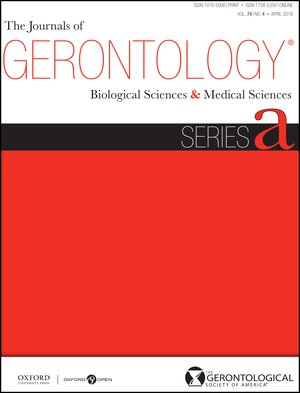 ISSN 1079-5006 | PRINT • ISSN 1758-535X | ONLINE
VOL. 74 | NO. 4 • APRIL 2019
The Journals of
GERONTOLOGY®
Biological Sciences & Medical Sciences
SERIES a
OXFORD
UNIVERSITY PRESS
OXFORD OPEN
THE
GERONTOLOGICAL
SOCIETY OF AMERICA®